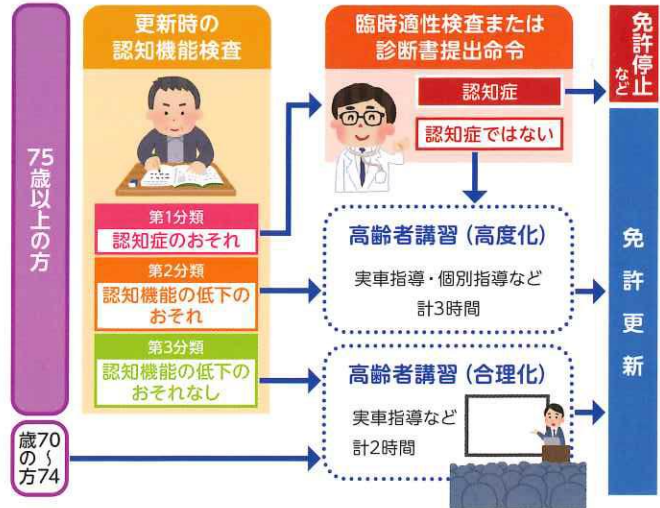 75歳以上の方
70～74
歳の方
更新時の
認知機能検査
第1分類
認知症のおそれ
第2分類
認知機能の低下の
おそれ
第3分類
認知機能の低下の
おそれなし
臨時適性検査または
診断書提出命令
認知症
認知症ではない
高齢者講習（高度化）
実車指導・個別指導など
計3時間
高齢者講習（合理化）
実車指導など
計2時間
免許停止
など
免許更新